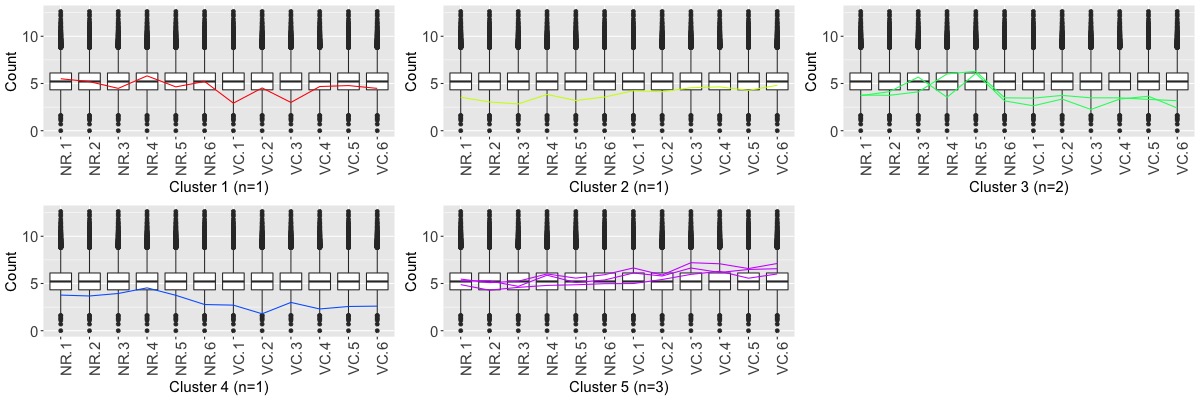 Count
10
5
0
NR.1 NR.2 NR.3 NR.4 NR.5 NR.6 VC.1 VC.2 VC.3 VC.4 VC.5 VC.6
Cluster 1 (n=1)
Count
10
5
0
NR.1 NR.2 NR.3 NR.4 NR.5 NR.6 VC.1 VC.2 VC.3 VC.4 VC.5 VC.6
Cluster 2 (n=1)
Count
10
5
0
NR.1 NR.2 NR.3 NR.4 NR.5 NR.6 VC.1 VC.2 VC.3 VC.4 VC.5 VC.6
Cluster 3 (n=2)
Count
10
5
0
NR.1 NR.2 NR.3 NR.4 NR.5 NR.6 VC.1 VC.2 VC.3 VC.4 VC.5 VC.6
Cluster 4 (n=1)
Count
10
5
0
NR.1 NR.2 NR.3 NR.4 NR.5 NR.6 VC.1 VC.2 VC.3 VC.4 VC.5 VC.6
Cluster 5 (n=3)